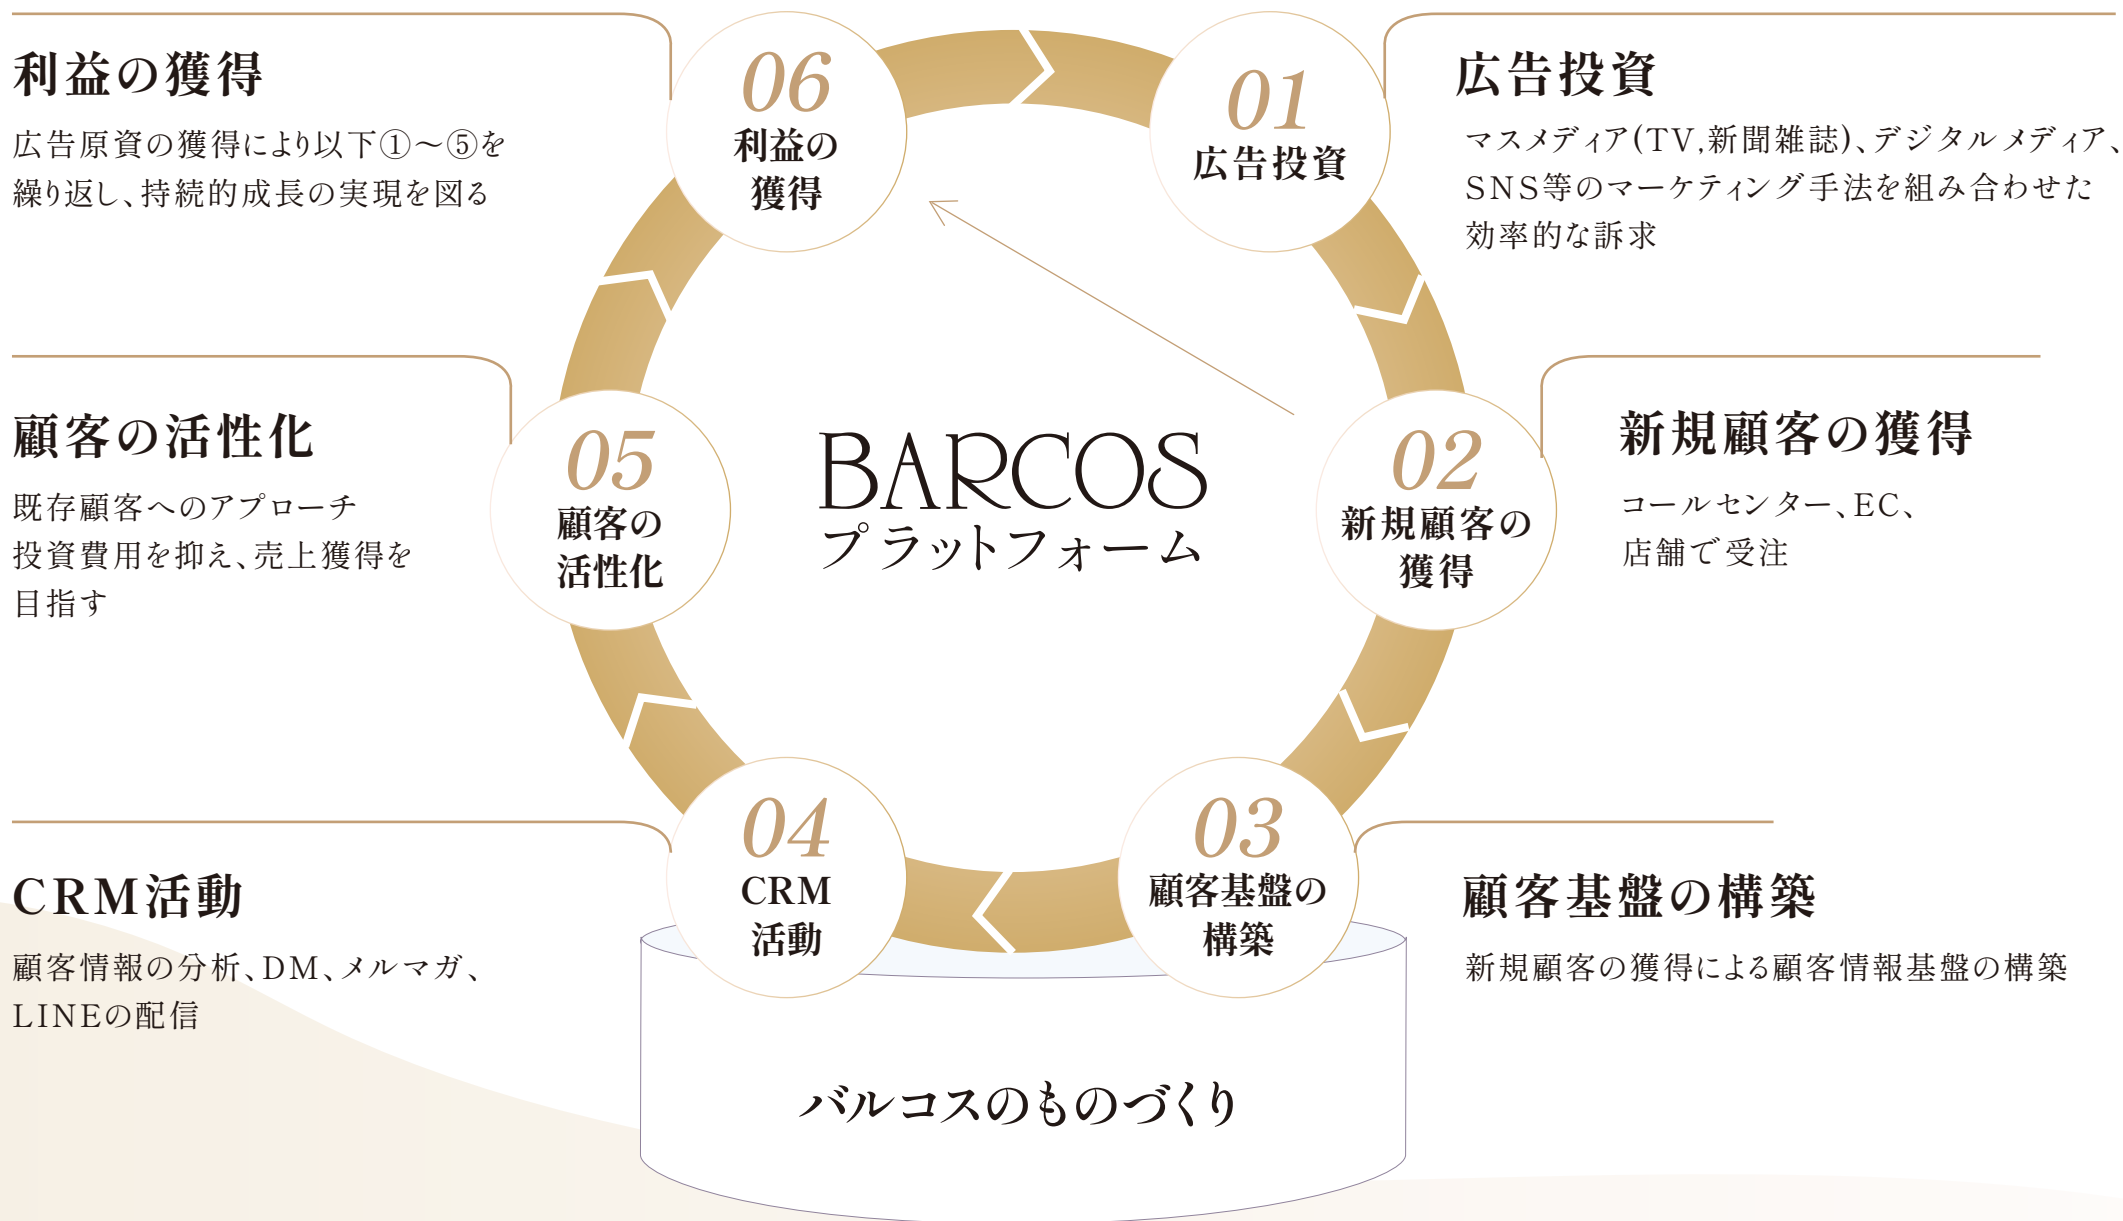 利益の獲得
広告原資の獲得により以下①～⑤を
繰り返し、持続的成長の実現を図る
06
利益の
獲得
01
広告投資
広告投資
マスメディア(TV,新聞雑誌)、デジタルメディア、
SNS等のマーケティング手法を組み合わせた
効率的な訴求
顧客の活性化
既存顧客へのアプローチ
投資費用を抑え、売上獲得を
目指す
05
顧客の
活性化
BARCOS
プラットフォーム
02
新規顧客の
獲得
新規顧客の獲得
コールセンター、EC、
店舗で受注
CRM活動
顧客情報の分析、DM、メルマガ、
LINEの配信
04
CRM
活動
03
顧客基盤の
構築
顧客基盤の構築
新規顧客の獲得による顧客情報基盤の構築
バルコスのものづくり